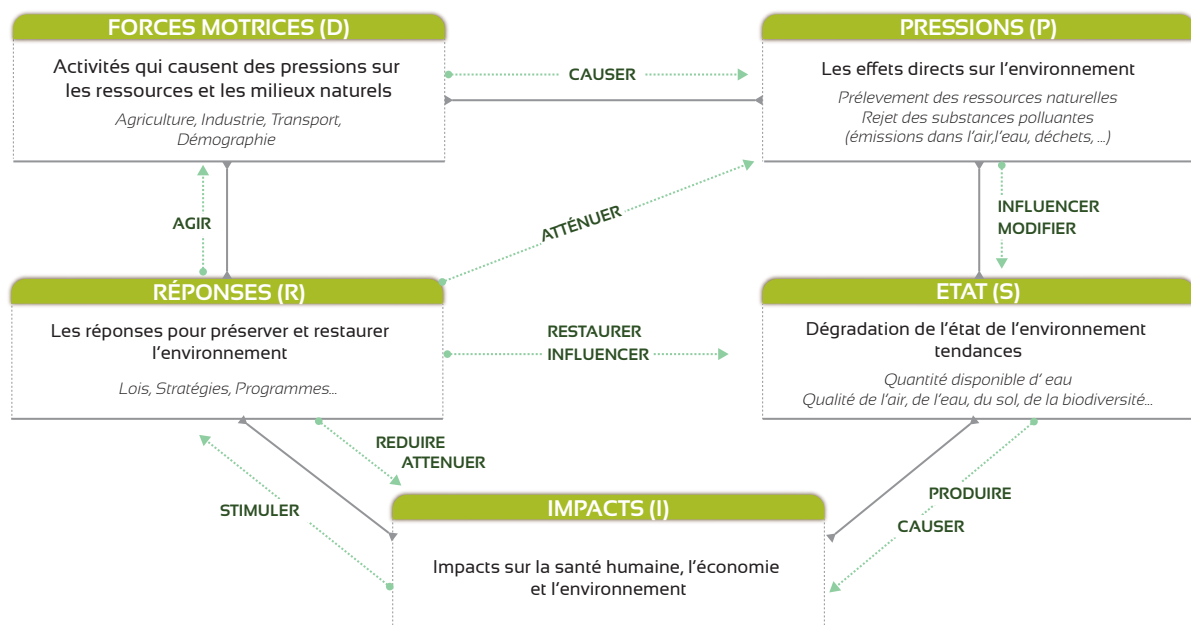 FORCES MOTRICES (D)
Activités qui causent des pressions sur
les ressources et les milieux naturels
Agriculture, Industrie, Transport,
Démographie
CAUSER
PRESSIONS (P)
Les effets directs sur l'environnement
Prélevement des ressources naturelles
Rejet des substances polluantes
(émissions dans l'air,l'eau, déchets, ...)
AGIR
ATTÉNUER
INFLUENCER
MODIFIER
RÉPONSES (R)
Les réponses pour préserver et restaurer
l'environnement
Lois, Stratégies, Programmes...
RESTAURER
INFLUENCER
ETAT (S)
Dégradation de l'état de l'environnement
tendances
Quantité disponible d' eau
Qualité de l'air, de l'eau, du sol, de la biodiversité...
REDUIRE
ATTENUER
STIMULER
PRODUIRE
CAUSER
IMPACTS (I)
Impacts sur la santé humaine, l'économie
et l'environnement